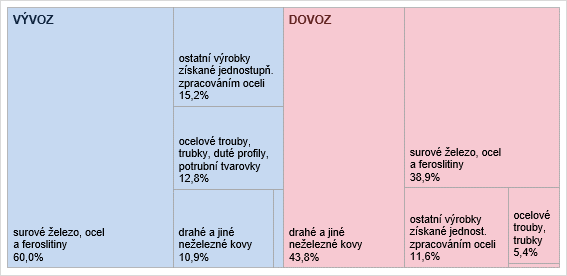 VÝVOZ
surové železo, ocel
a feroslitiny
60,0%
ostatní výrobky
získané jednostupň.
zpracováním oceli
15,2%
ocelové trouby,
trubky, duté profily,
potrubní tvarovky
12,8%
drahé a jiné
neželezné kovy
10,9%
DOVOZ
drahé a jiné
neželezné kovy
43,8%
surové železo, ocel
a feroslitiny
38,9%
ostatní výrobky
získané jednost.
zpracováním oceli
11,6%
ocelové
trouby,
trubky
5,4%